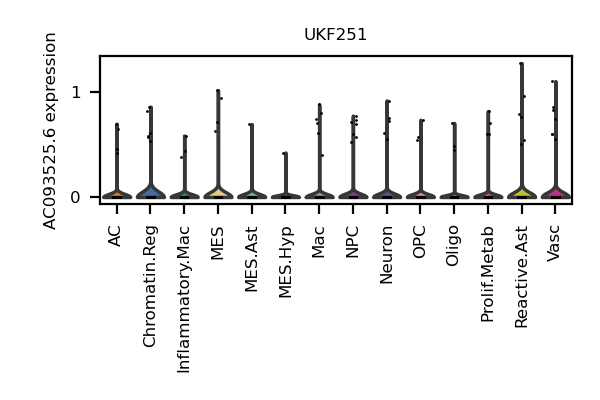 UKF251
AC093525.6 expression
1
0
AC
Chromatin.Reg
Inflammatory.Mac
MES
MES.Ast
MES.Hyp
Mac
NPC
Neuron
OPC
Oligo
Prolif.Metab
Reactive.Ast
Vasc